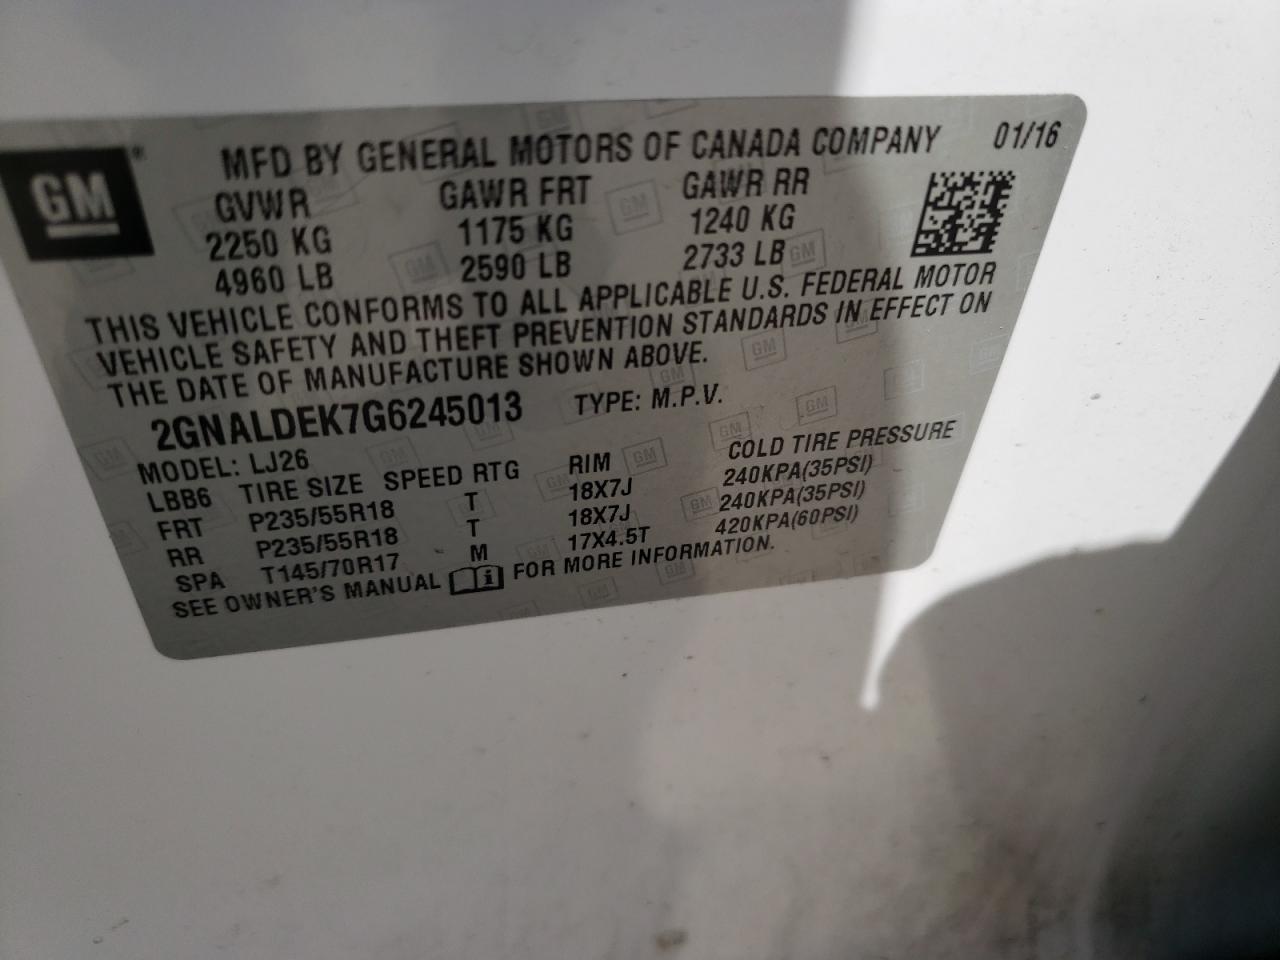 GM
MFD BY GENERAL MOTORS OF CANADA COMPANY 01/16
GVWR GAWR FRT GAWR RR
2250 KG 1175 KG 1240 KG
4960 LB 2590 LB 2733 LB
THIS VEHICLE CONFORMS TO ALL APPLICABLE U.S. FEDERAL MOTOR
VEHICLE SAFETY AND THEFT PREVENTION STANDARDS IN EFFECT ON
THE DATE OF MANUFACTURE SHOWN ABOVE.
2GNALDEK7G6245013 TYPE: M.P.V.
MODEL: LJ26
LBB6 TIRE SIZE SPEED RTG RIM COLD TIRE PRESSURE
FRT P235/55R18 T 18X7J 240KPA(35PSI)
RR P235/55R18 T 18X7J 240KPA(35PSI)
SPA T145/70R17 M 17X4.5T 420KPA(60PSI)
SEE OWNER'S MANUAL FOR MORE INFORMATION.